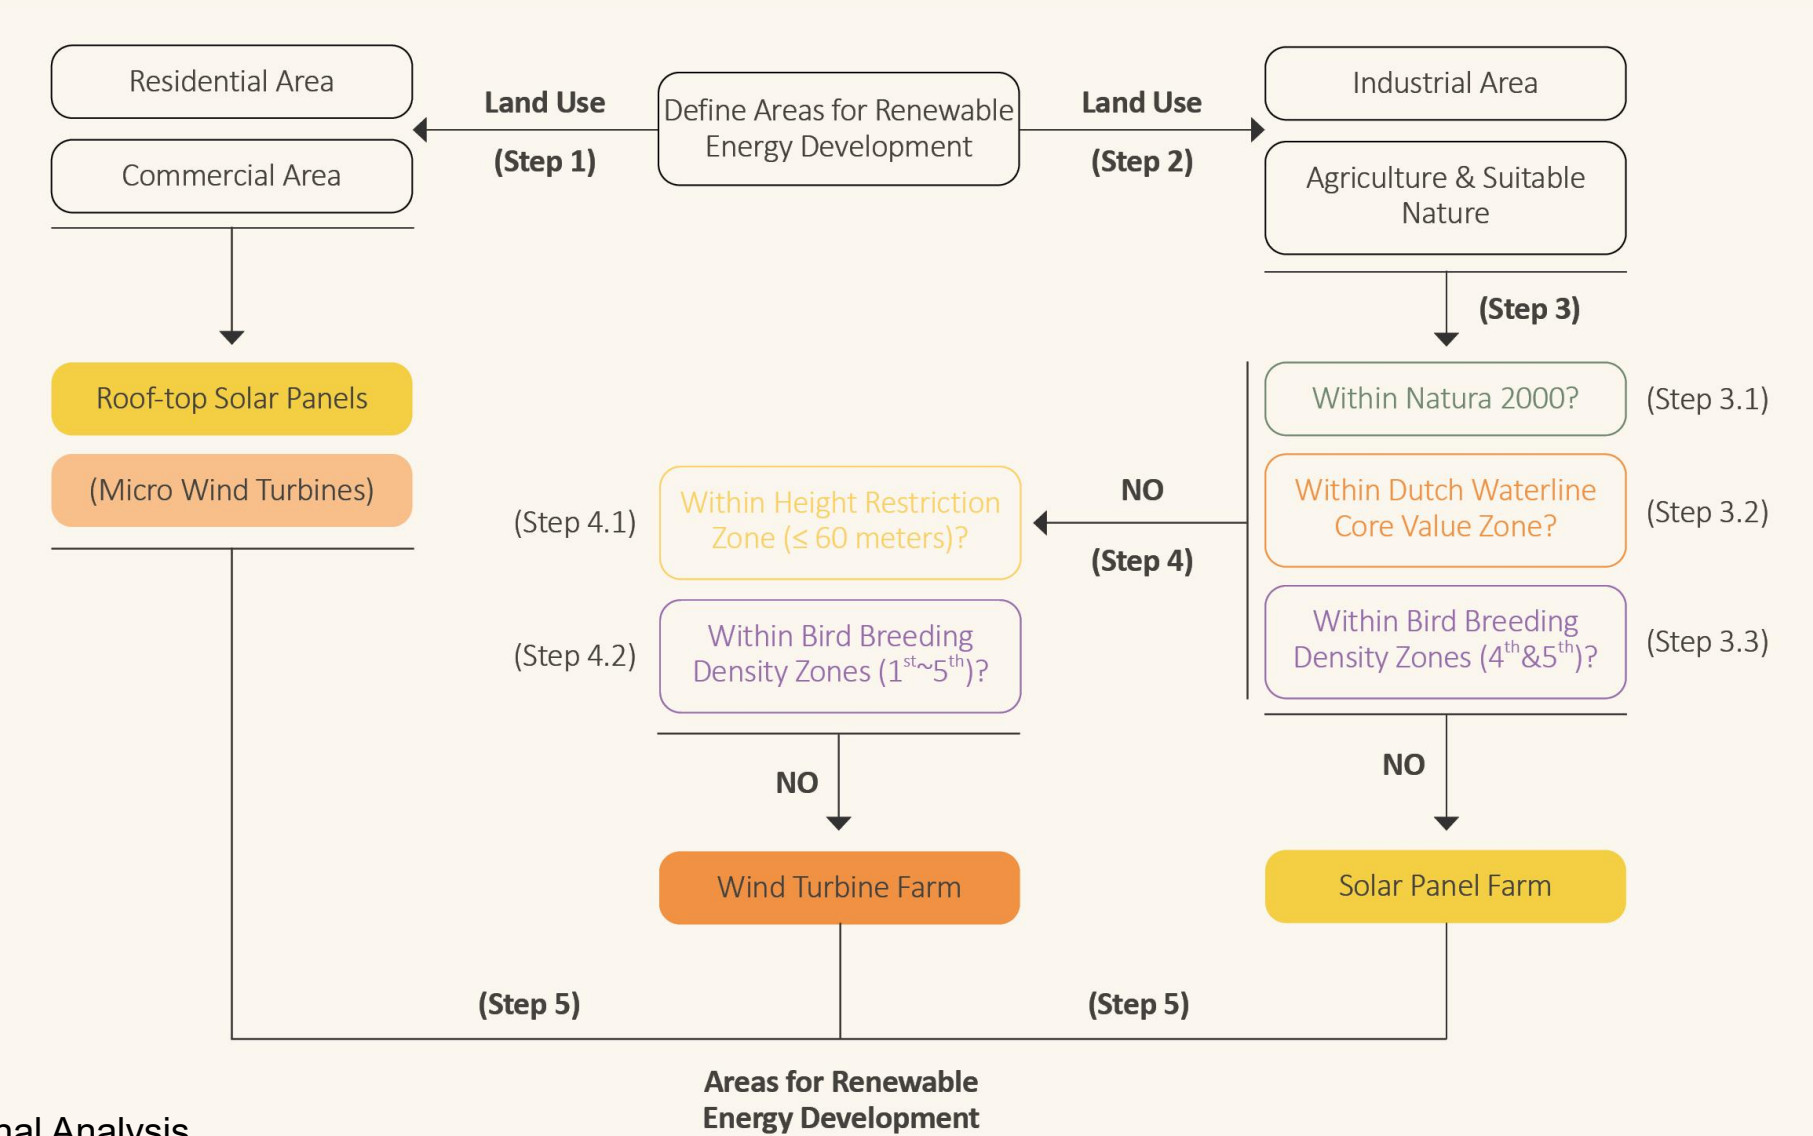 Residential Area
Commercial Area
Land Use
(Step 1)
Define Areas for Renewable
Energy Development
Land Use
(Step 2)
Industrial Area
Agriculture & Suitable
Nature
(Step 3)
Roof-top Solar Panels
(Micro Wind Turbines)
Within Natura 2000?
(Step 3.1)
Within Dutch Waterline
Core Value Zone?
(Step 3.2)
Within Bird Breeding
Density Zones (4th&5th)?
(Step 3.3)
NO
(Step 4)
(Step 4.1)
Within Height Restriction
Zone (≤ 60 meters)?
(Step 4.2)
Within Bird Breeding
Density Zones (1st~5th)?
NO
NO
Wind Turbine Farm
Solar Panel Farm
(Step 5)
(Step 5)
Areas for Renewable
Energy Development
Analysis